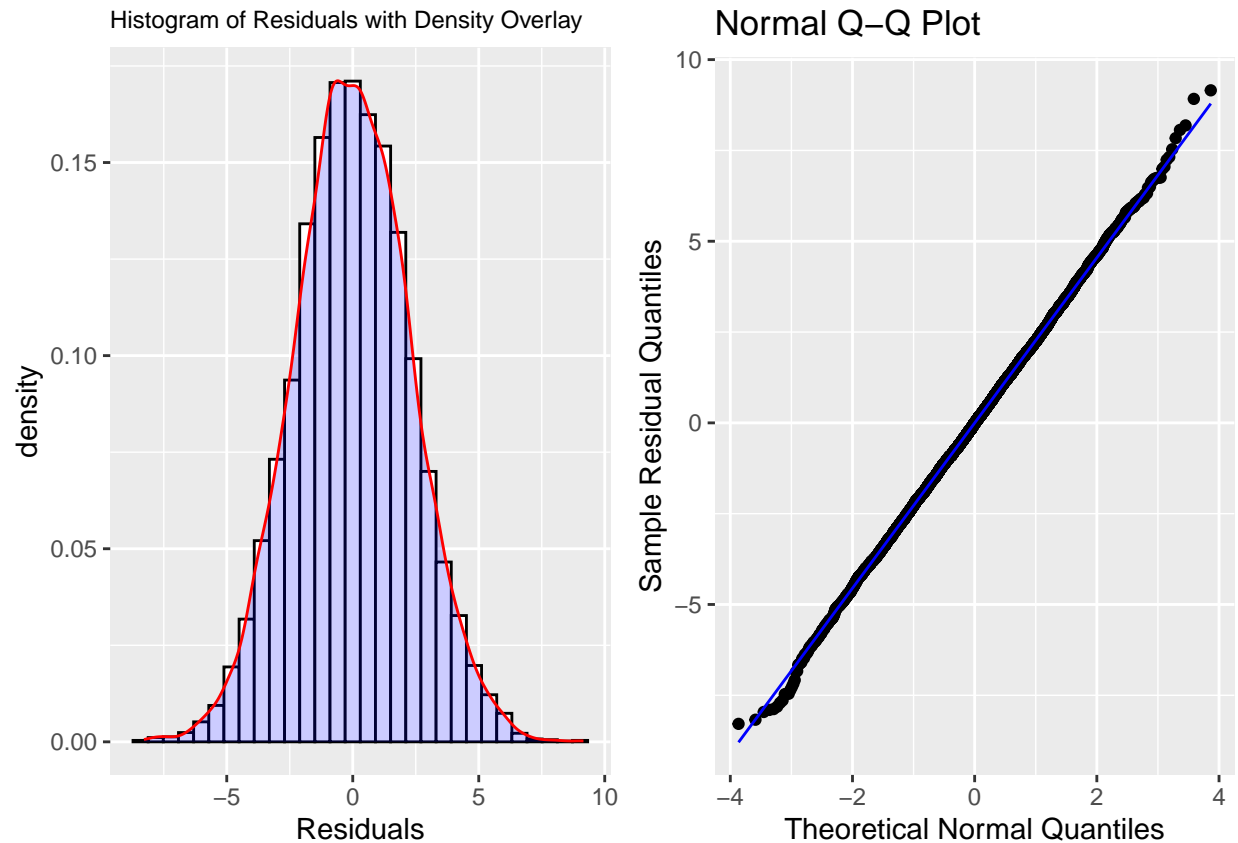 Histogram of Residuals with Density Overlay
density
0.15
0.10
0.05
0.00
−5
0
5
10
Residuals
Normal Q−Q Plot
Sample Residual Quantiles
10
5
0
−5
−4
−2
0
2
4
Theoretical Normal Quantiles